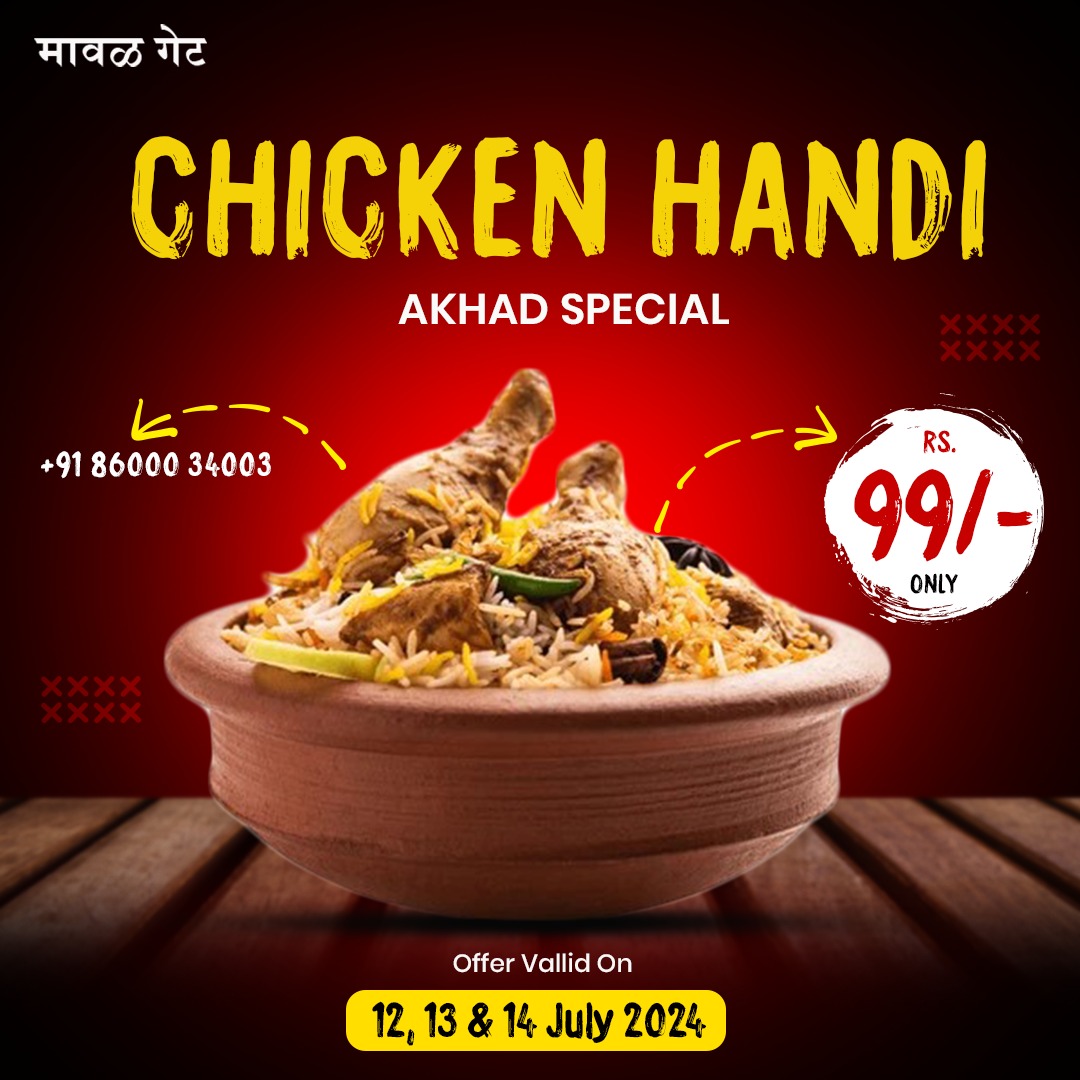 मावळ गेट
CHICKEN HANDI
AKHAD SPECIAL
+91 86000 34003
RS.
99/-
ONLY
Offer Vallid On
12, 13 & 14 July 2024